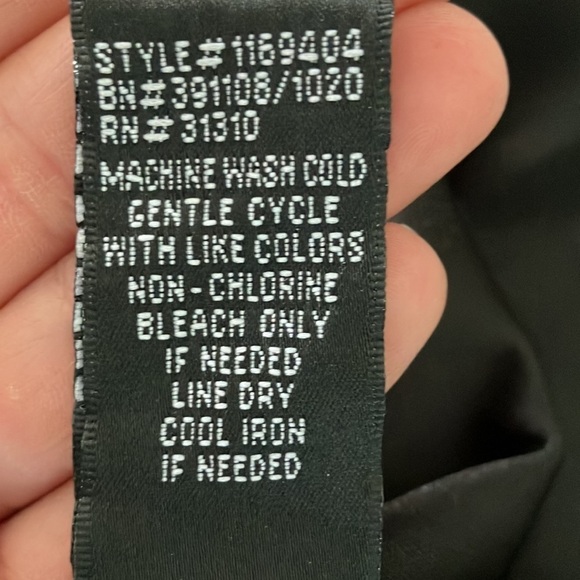 STYLE#1169404
BN#391108/1020
RN#31310
MACHINE WASH COLD
GENTLE CYCLE
WITH LIKE COLORS
NON-CHLORINE
BLEACH ONLY
IF NEEDED
LINE DRY
COOL IRON
IF NEEDED